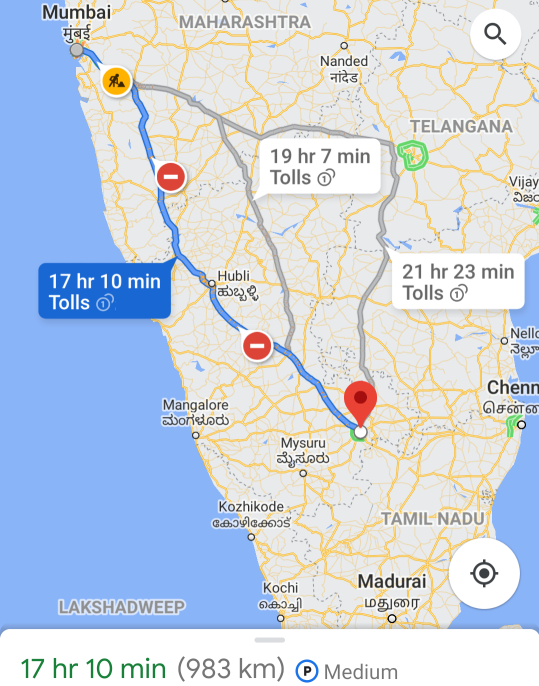 Mumbai
मुंबई
MAHARASHTRA
Nanded
नांदेड
TELANGANA
19 hr 7 min
Tolls
Vijay
విజయ
17 hr 10 min
Tolls
Hubli
ಹುಬ್ಬಳ್ಳಿ
21 hr 23 min
Tolls
Nello
నెల్లూ
Chenn
சென்னை
Mangalore
ಮಂಗಳೂರು
Mysuru
ಮೈಸೂರು
Kozhikode
കോഴിക്കോട്
TAMIL NADU
Kochi
കൊച്ചി
Madurai
மதுரை
LAKSHADWEEP
17 hr 10 min (983 km) P Medium